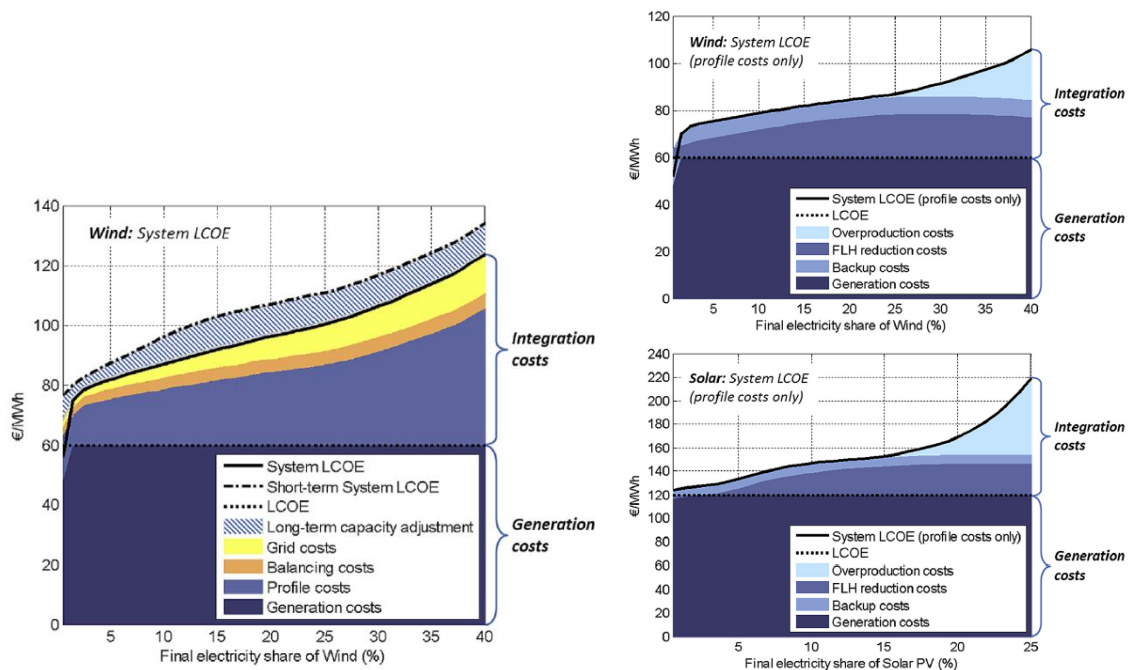 140
120
100
80
60
40
20
0
€/MWh
Wind: System LCOE
System LCOE
Short-term System LCOE
LCOE
Long-term capacity adjustment
Grid costs
Balancing costs
Profile costs
Generation costs
5 10 15 20 25 30 35 40
Final electricity share of Wind (%)
Integration
costs
Generation
costs
120
100
80
60
40
20
0
€/MWh
Wind: System LCOE
(profile costs only)
System LCOE (profile costs only)
LCOE
Overproduction costs
FLH reduction costs
Backup costs
Generation costs
5 10 15 20 25 30 35 40
Final electricity share of Wind (%)
Integration
costs
Generation
costs
240
220
200
180
160
140
120
100
80
60
40
20
0
€/MWh
Solar: System LCOE
(profile costs only)
System LCOE (profile costs only)
LCOE
Overproduction costs
FLH reduction costs
Backup costs
Generation costs
5 10 15 20 25
Final electricity share of Solar PV (%)
Integration
costs
Generation
costs